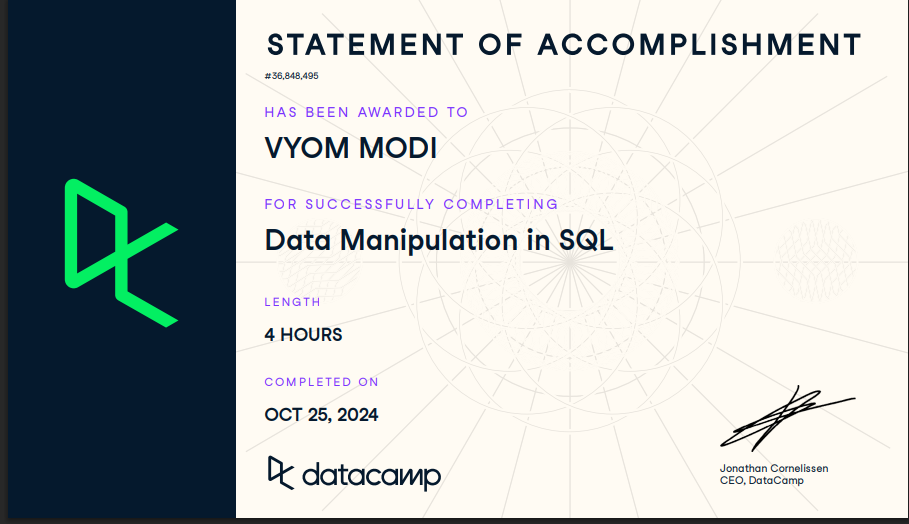 STATEMENT OF ACCOMPLISHMENT
#36,848,495
HAS BEEN AWARDED TO
VYOM MODI
FOR SUCCESSFULLY COMPLETING
Data Manipulation in SQL
LENGTH
4 HOURS
COMPLETED ON
OCT 25, 2024
datacamp
Jonathan Cornelissen
CEO, DataCamp